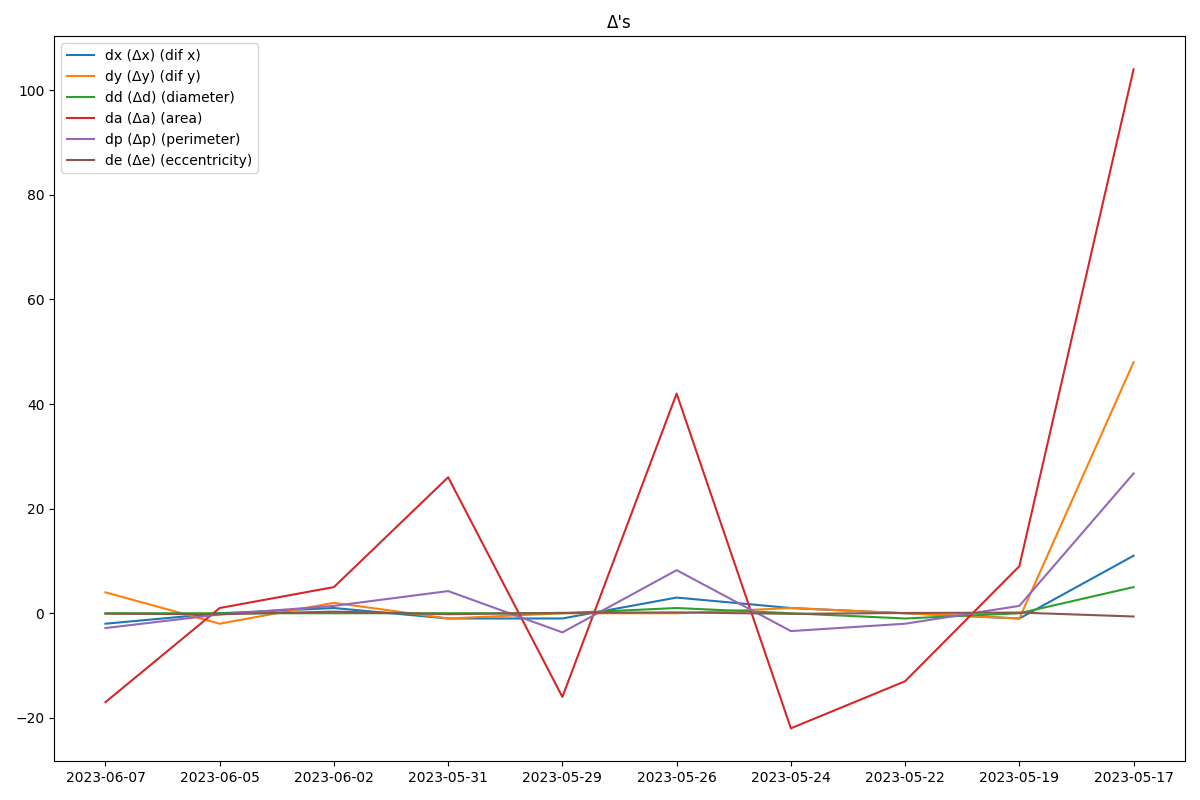 Δ's
dx (Δx) (dif x)
dy (Δy) (dif y)
dd (Δd) (diameter)
da (Δa) (area)
dp (Δp) (perimeter)
de (Δe) (eccentricity)
100
80
60
40
20
0
−20
2023-06-07 2023-06-05 2023-06-02 2023-05-31 2023-05-29 2023-05-26 2023-05-24 2023-05-22 2023-05-19 2023-05-17